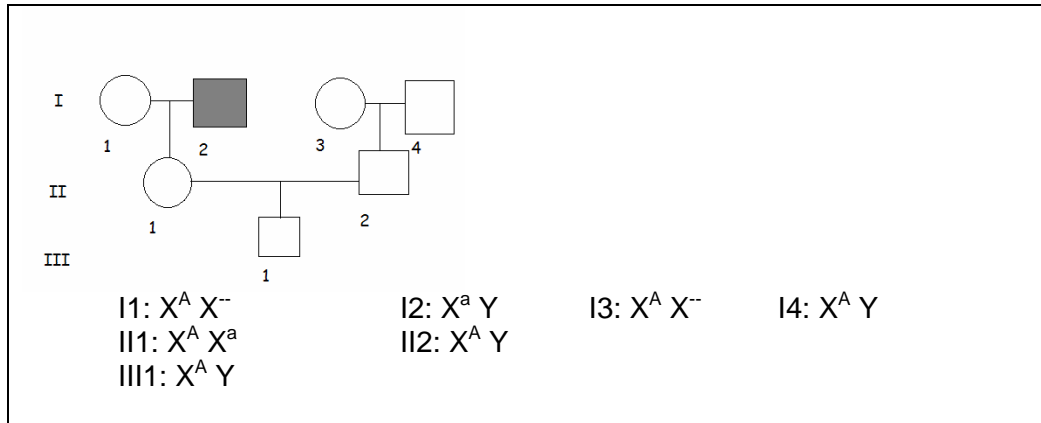 I
1 2 3 4
II
1 2
III
1
I1: X^A X^-- I2: X^a Y I3: X^A X^-- I4: X^A Y
II1: X^A X^a II2: X^A Y
III1: X^A Y